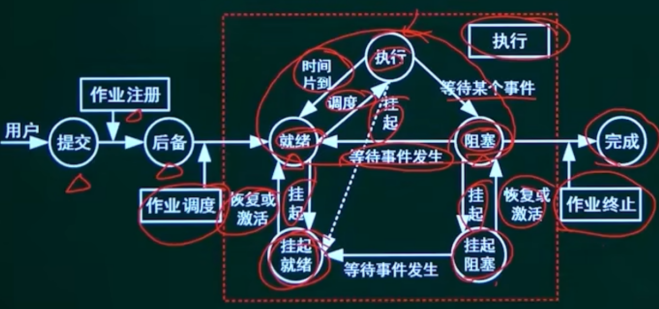 执行
执行
时间
片到
调度
挂
起
等待某个事件
作业注册
用户
提交
后备
就绪
等待事件发生
阻塞
完成
作业调度
恢复或
激活
挂
起
挂
起
恢复或
激活
作业终止
挂起
就绪
等待事件发生
挂起
阻塞